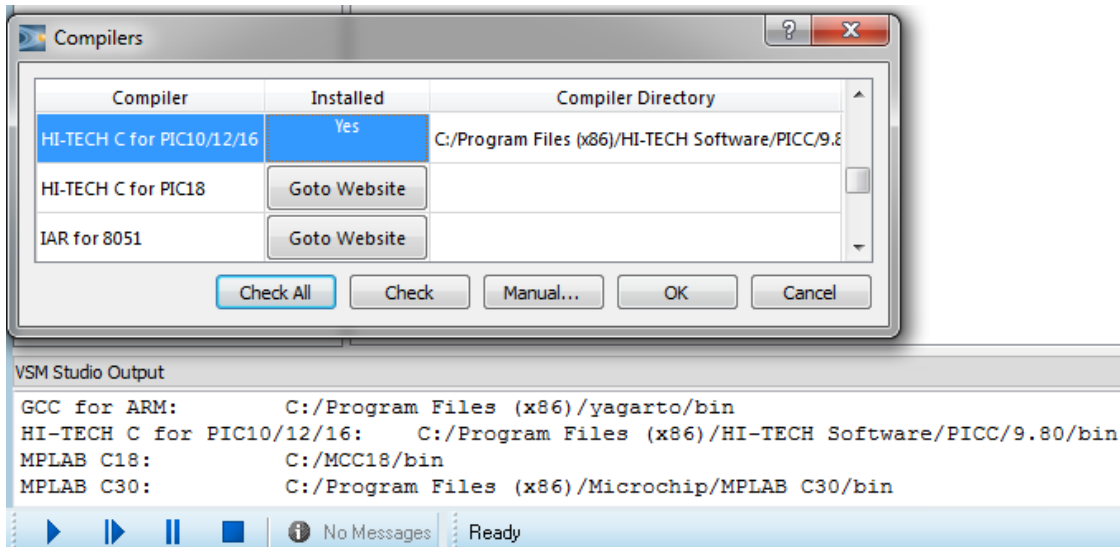 Compilers
Compiler Installed Compiler Directory
HI-TECH C for PIC10/12/16 Yes C:/Program Files (x86)/HI-TECH Software/PICC/9.8
HI-TECH C for PIC18 Goto Website
IAR for 8051 Goto Website
Check All Check Manual... OK Cancel
VSM Studio Output
GCC for ARM: C:/Program Files (x86)/yagarto/bin
HI-TECH C for PIC10/12/16: C:/Program Files (x86)/HI-TECH Software/PICC/9.80/bin
MPLAB C18: C:/MCC18/bin
MPLAB C30: C:/Program Files (x86)/Microchip/MPLAB C30/bin
No Messages Ready